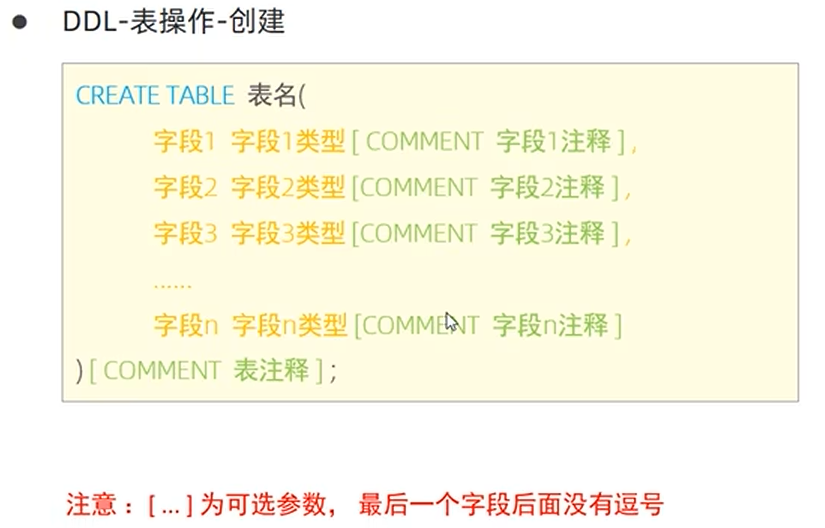 DDL-表操作-创建
CREATE TABLE 表名(
字段1 字段1类型[ COMMENT 字段1注释 ] ,
字段2 字段2类型[COMMENT 字段2注释 ] ,
字段3 字段3类型[COMMENT 字段3注释 ] ,
......
字段n 字段n类型[COMMENT 字段n注释 ]
)[ COMMENT 表注释 ] ;
注意：[ ... ] 为可选参数， 最后一个字段后面没有逗号